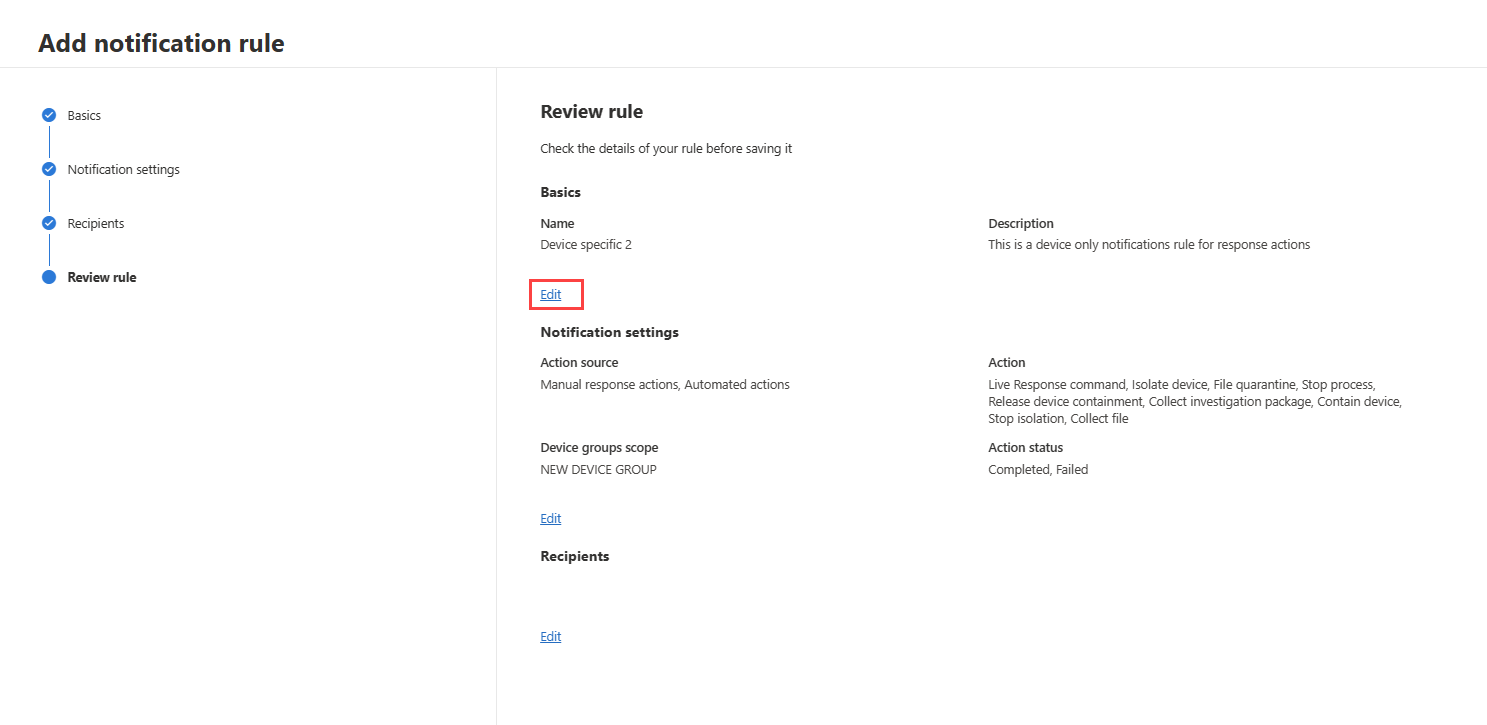 Add notification rule
Basics
Notification settings
Recipients
Review rule
Review rule
Check the details of your rule before saving it
Basics
Name
Device specific 2
Description
This is a device only notifications rule for response actions
Edit
Notification settings
Action source
Manual response actions, Automated actions
Action
Live Response command, Isolate device, File quarantine, Stop process,
Release device containment, Collect investigation package, Contain device,
Stop isolation, Collect file
Device groups scope
NEW DEVICE GROUP
Action status
Completed, Failed
Edit
Recipients
Edit